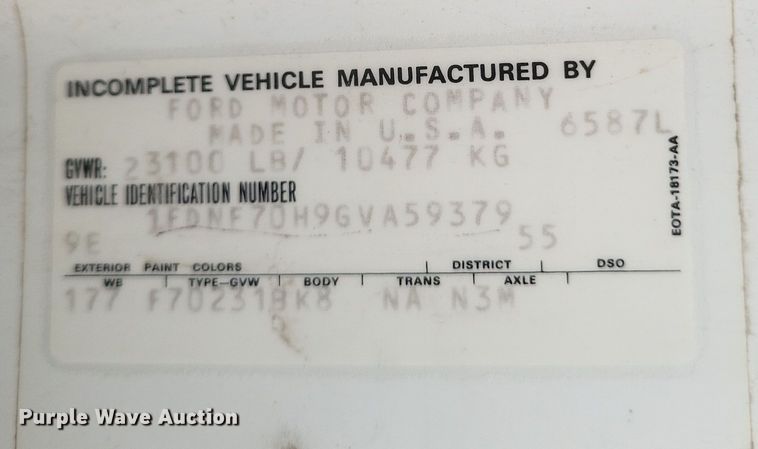 INCOMPLETE VEHICLE MANUFACTURED BY
FORD MOTOR COMPANY
MADE IN U.S.A. 6587L
GVWR: 23100 LB/ 10477 KG
VEHICLE IDENTIFICATION NUMBER
1FDNF70H9GVA59379
9E 55
EXTERIOR PAINT COLORS DISTRICT DSO
WB TYPE-GVW BODY TRANS AXLE
177 F70231BK8 NA N3M
EOTA-18173-AA
Purple Wave Auction